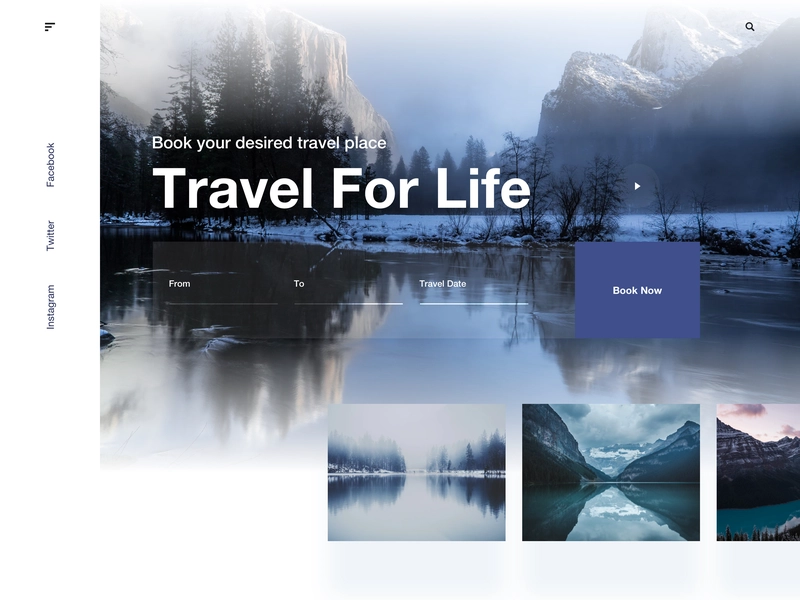 Book your desired travel place
Travel For Life
From
To
Travel Date
Book Now
Facebook
Twitter
Instagram